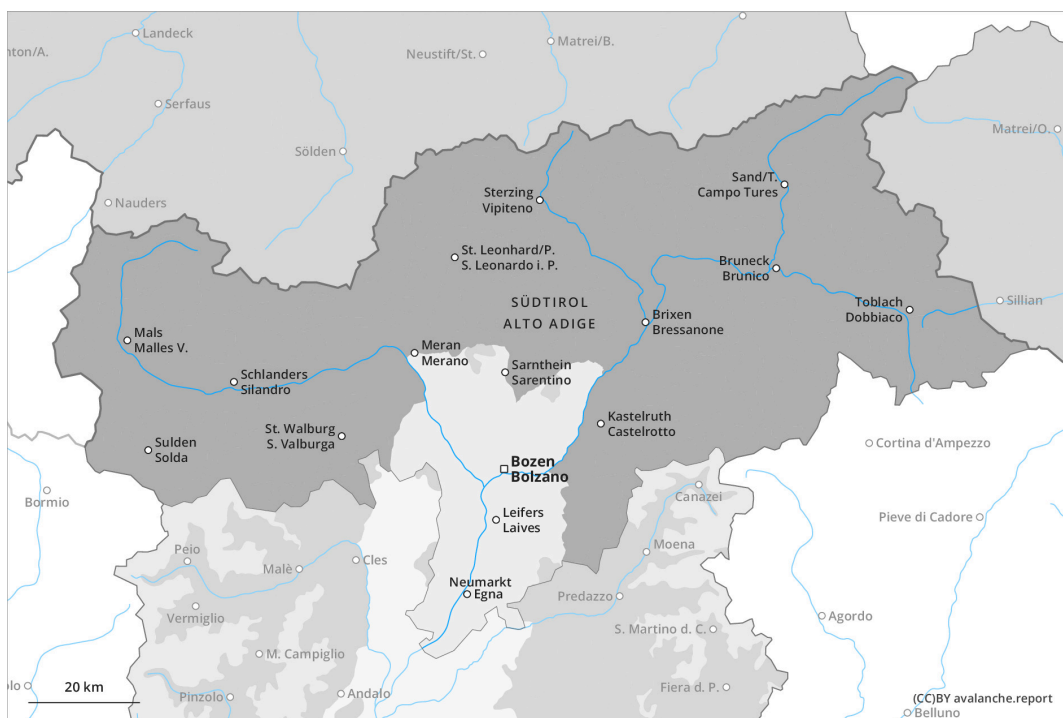 Landeck
nton/A.
Neustift/St.
Matrei/B.
Serfaus
Sölden
Matrei/O.
Nauders
Sterzing
Vipiteno
Sand/T.
Campo Tures
St. Leonhard/P.
S. Leonardo i. P.
Bruneck
Brunico
SÜDTIROL
ALTO ADIGE
Toblach
Dobbiaco
Sillian
Brixen
Bressanone
Mals
Malles V.
Meran
Merano
Sarnthein
Sarentino
Schlanders
Silandro
St. Walburg
S. Valburga
Kastelruth
Castelrotto
Sulden
Solda
Cortina d'Ampezzo
Bozen
Bolzano
Bormio
Canazei
Leifers
Laives
Pieve di Cadore
Peio
Malè
Cles
Moena
Neumarkt
Egna
Predazzo
Vermiglio
Agordo
S. Martino d. C.
M. Campiglio
olo
20 km
Pinzolo
Andalo
Fiera d. P.
(CC)BY avalanche.report
Belluno